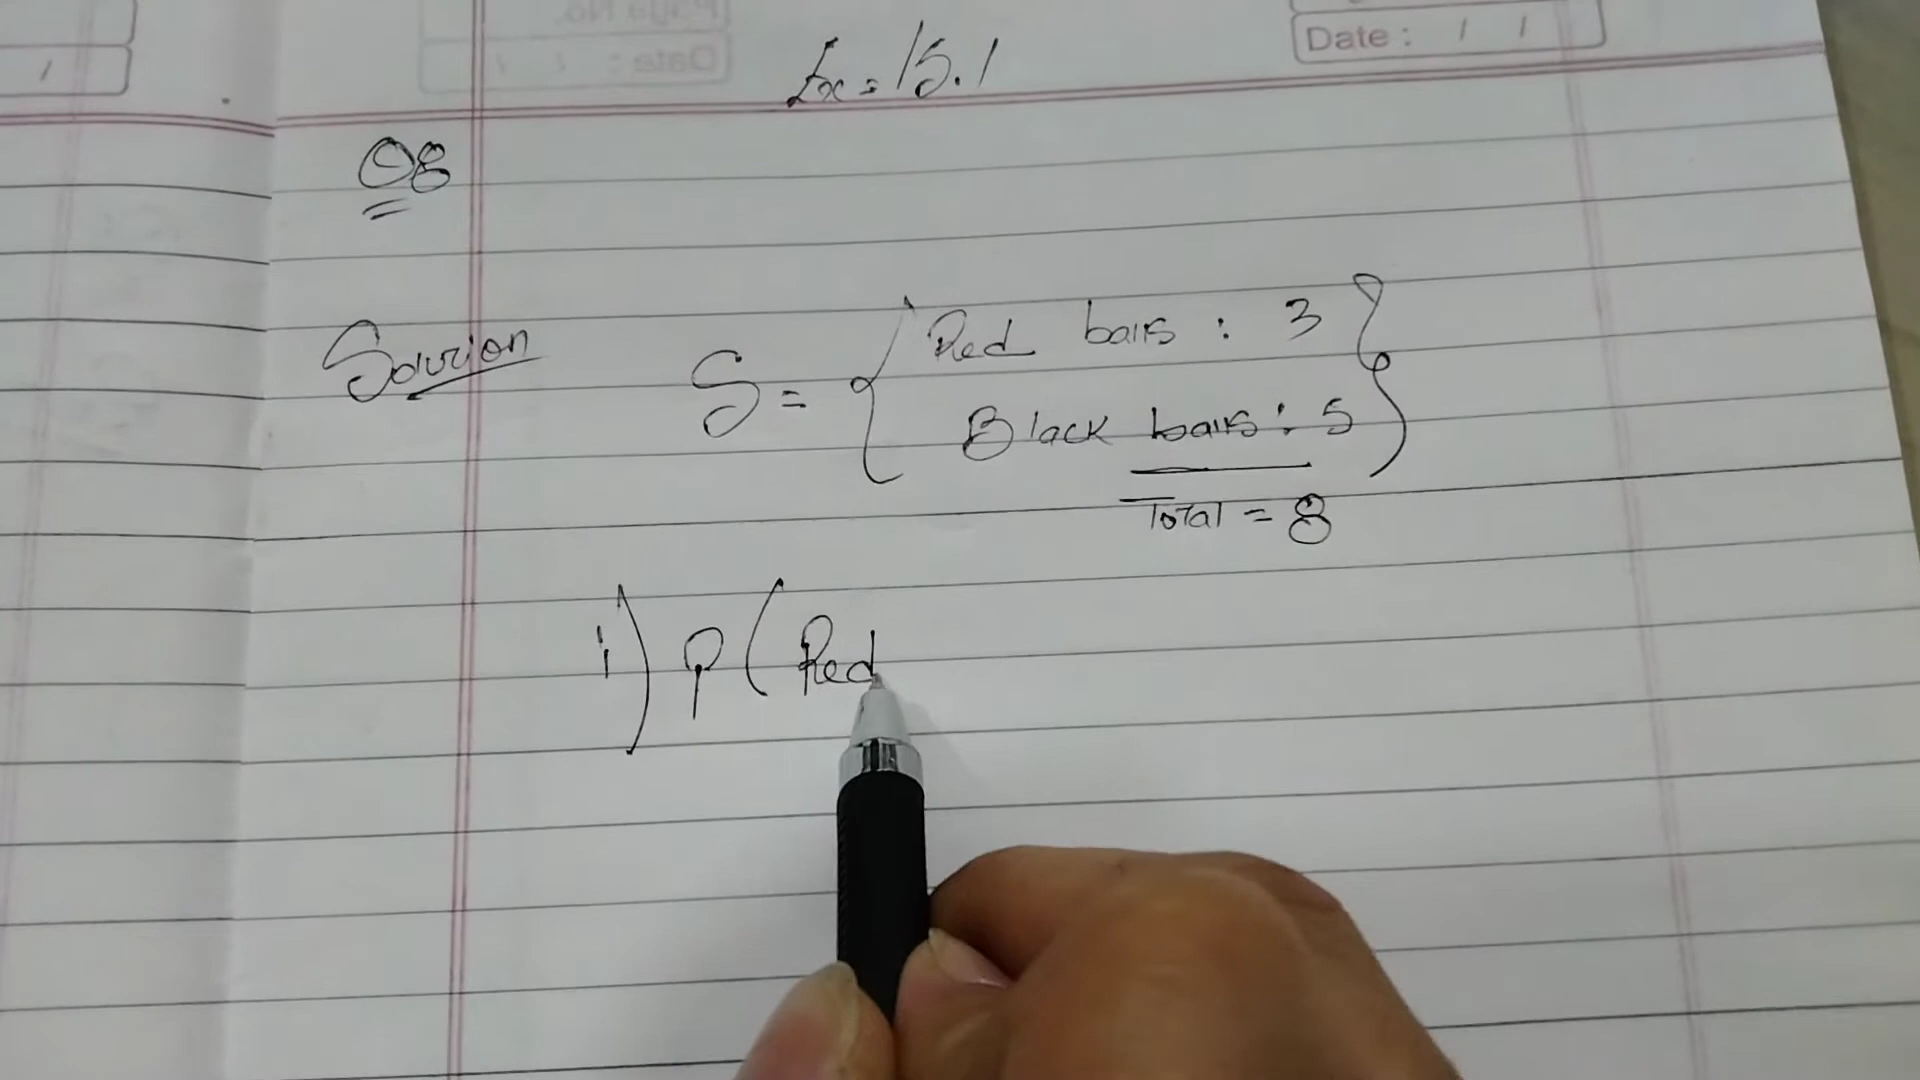 Date : / /
Ex = 15.1
Q8
Solution
S = { Red balls : 3
Black balls : 5 }
Total = 8
i) P ( Red